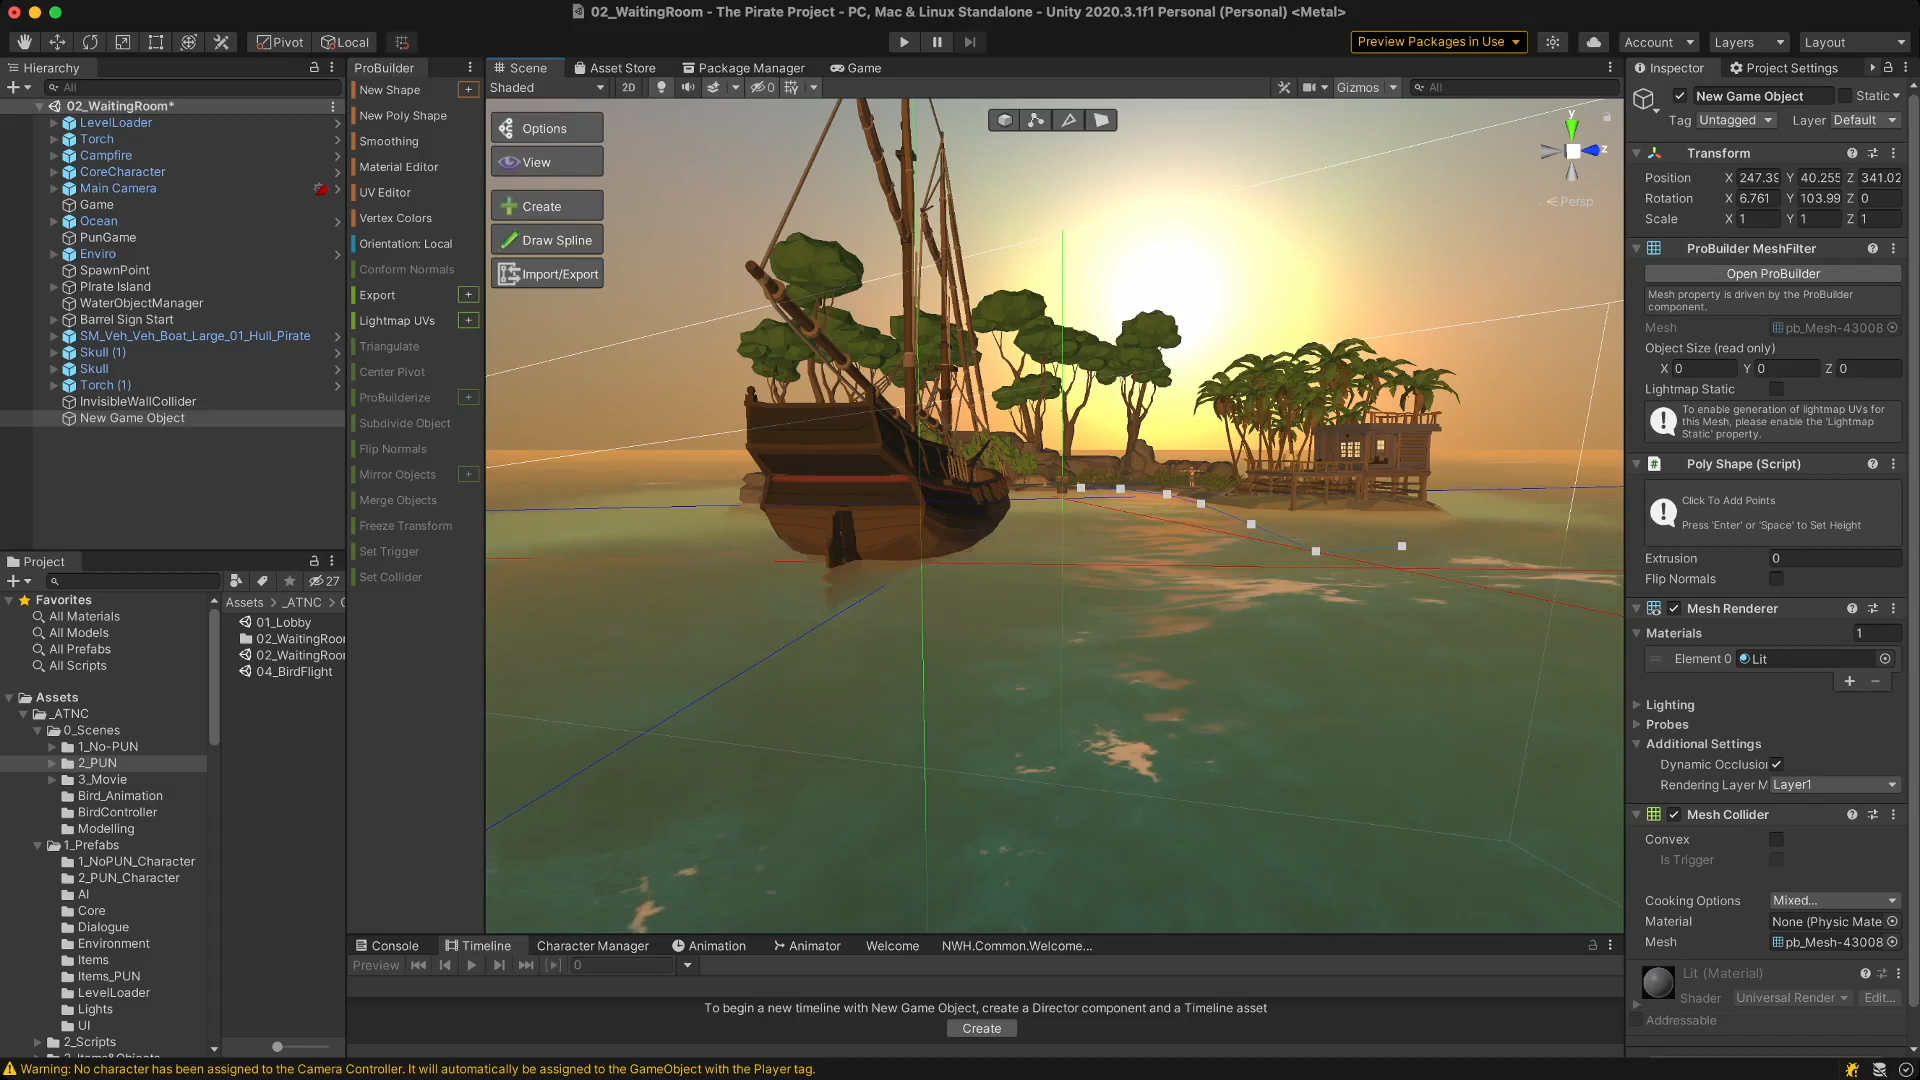 02_WaitingRoom - The Pirate Project - PC, Mac & Linux Standalone - Unity 2020.3.1f1 Personal (Personal) <Metal>
Pivot
Local
Preview Packages in Use
Account
Layers
Layout
Hierarchy
All
02_WaitingRoom*
LevelLoader
Torch
Campfire
CoreCharacter
Main Camera
Game
Ocean
PunGame
Enviro
SpawnPoint
PIrate Island
WaterObjectManager
Barrel Sign Start
SM_Veh_Veh_Boat_Large_01_Hull_Pirate
Skull (1)
Skull
Torch (1)
InvisibleWallCollider
New Game Object
ProBuilder
New Shape
New Poly Shape
Smoothing
Material Editor
UV Editor
Vertex Colors
Orientation: Local
Conform Normals
Export
Lightmap UVs
Triangulate
Center Pivot
ProBuilderize
Subdivide Object
Flip Normals
Mirror Objects
Merge Objects
Freeze Transform
Set Trigger
Set Collider
Scene
Asset Store
Package Manager
Game
Shaded
2D
0
Gizmos
All
Options
View
Create
Draw Spline
Import/Export
y
z
Persp
Inspector
Project Settings
New Game Object
Static
Tag Untagged
Layer Default
Transform
Position X 247.39 Y 40.255 Z 341.02
Rotation X 6.761 Y 103.99 Z 0
Scale X 1 Y 1 Z 1
ProBuilder MeshFilter
Open ProBuilder
Mesh property is driven by the ProBuilder
component.
Mesh pb_Mesh-43008
Object Size (read only)
X 0 Y 0 Z 0
Lightmap Static
To enable generation of lightmap UVs for
this Mesh, please enable the 'Lightmap
Static' property.
Poly Shape (Script)
Click To Add Points
Press 'Enter' or 'Space' to Set Height
Extrusion 0
Flip Normals
Mesh Renderer
Materials 1
Element 0 Lit
Lighting
Probes
Additional Settings
Dynamic Occlusion
Rendering Layer M Layer1
Mesh Collider
Convex
Is Trigger
Cooking Options Mixed...
Material None (Physic Mate
Mesh pb_Mesh-43008
Lit (Material)
Shader Universal Render Edit...
Addressable
Project
27
Favorites
All Materials
All Models
All Prefabs
All Scripts
Assets
_ATNC
0_Scenes
1_No-PUN
2_PUN
3_Movie
Bird_Animation
BirdController
Modelling
1_Prefabs
1_NoPUN_Character
2_PUN_Character
AI
Core
Dialogue
Environment
Items
Items_PUN
LevelLoader
Lights
UI
2_Scripts
Assets > _ATNC >
01_Lobby
02_WaitingRoo
02_WaitingRoo
04_BirdFlight
Console
Timeline
Character Manager
Animation
Animator
Welcome
NWH.Common.Welcome...
Preview
0
To begin a new timeline with New Game Object, create a Director component and a Timeline asset
Create
Warning: No character has been assigned to the Camera Controller. It will automatically be assigned to the GameObject with the Player tag.